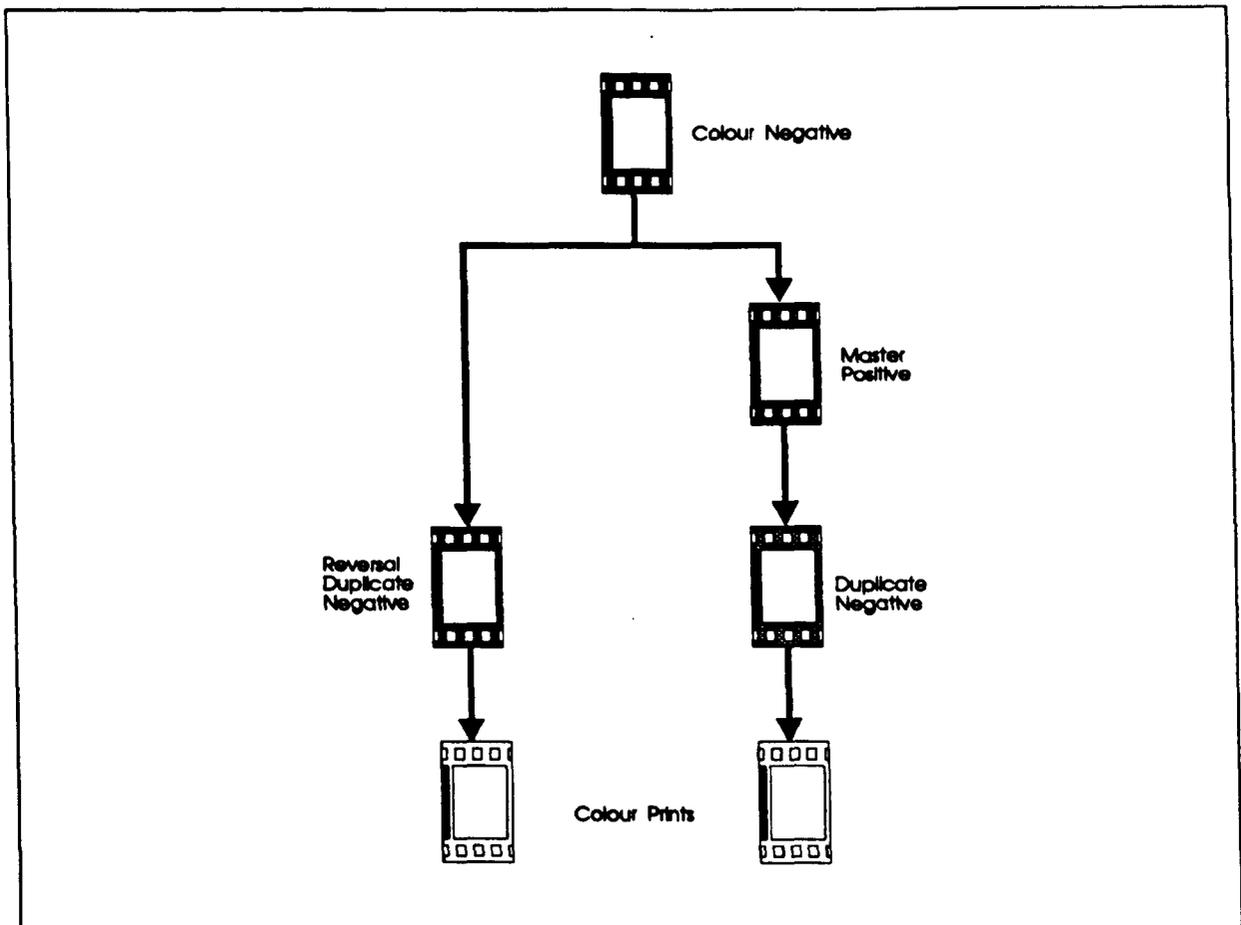 Colour Negative
Master
Positive
Reversal
Duplicate
Negative
Duplicate
Negative
Colour Prints